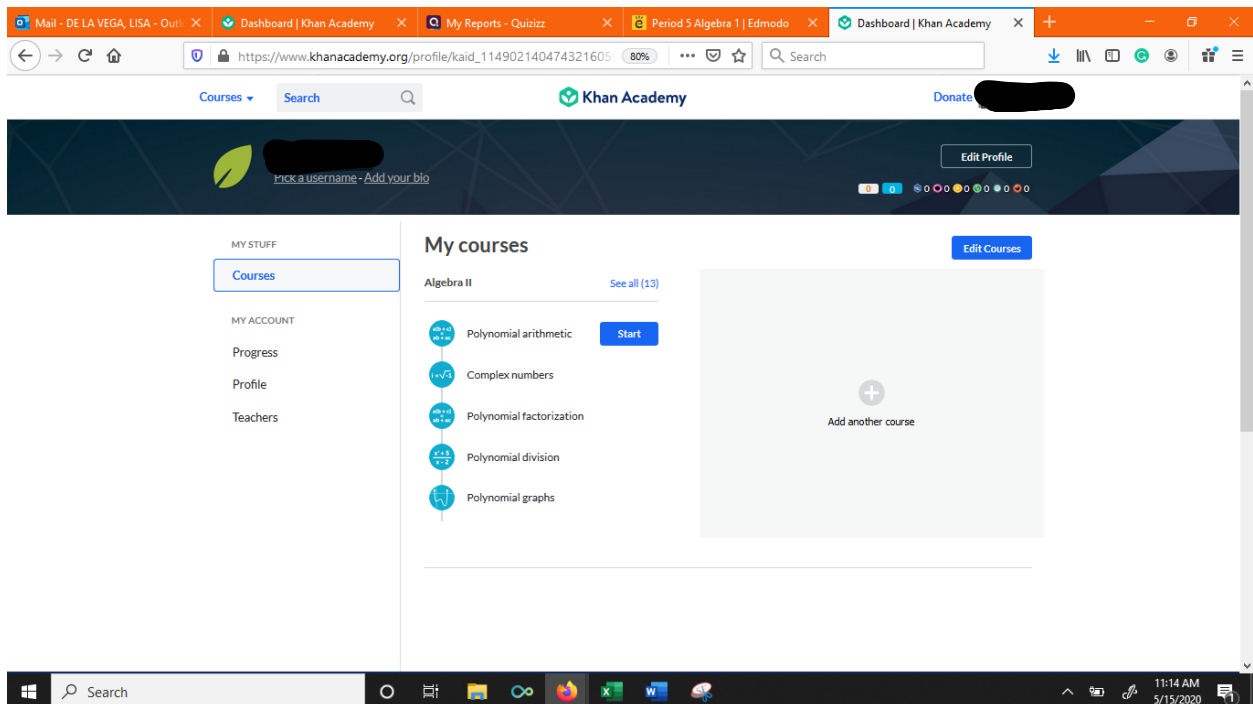 Mail - DE LA VEGA, LISA - Outl
Dashboard | Khan Academy
My Reports - Quizizz
Period 5 Algebra 1 | Edmodo
Dashboard | Khan Academy
https://www.khanacademy.org/profile/kaid_114902140474321605
80%
Search
Courses
Search
Khan Academy
Donate
Pick a username - Add your bio
Edit Profile
0 0 0 0 0 0 0 0
MY STUFF
Courses
MY ACCOUNT
Progress
Profile
Teachers
My courses
Edit Courses
Algebra II
See all (13)
Polynomial arithmetic
Start
Complex numbers
Polynomial factorization
Polynomial division
Polynomial graphs
Add another course
Search
11:14 AM
5/15/2020